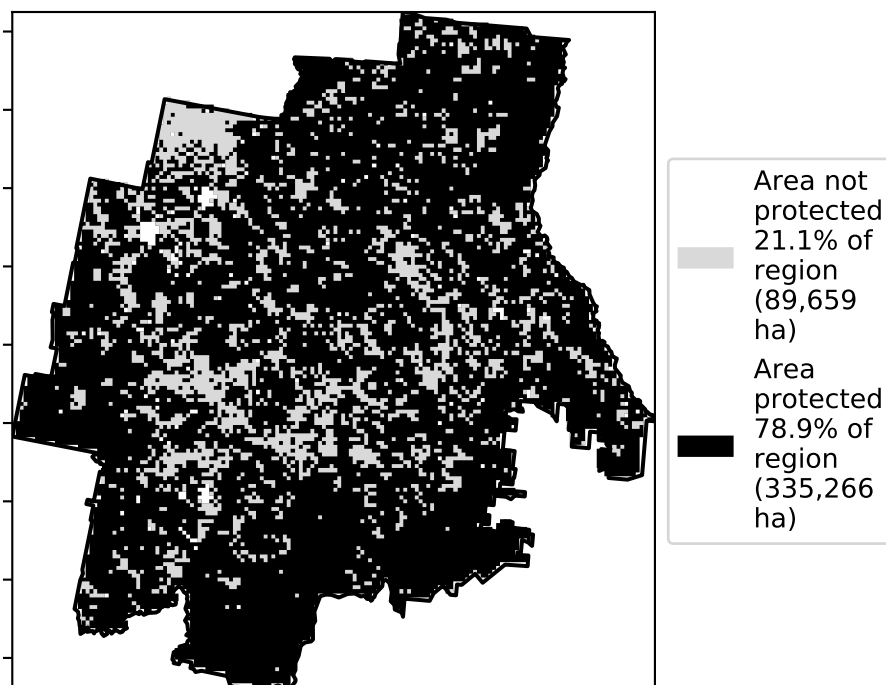 Area not
protected
21.1% of
region
(89,659
ha)
Area
protected
78.9% of
region
(335,266
ha)